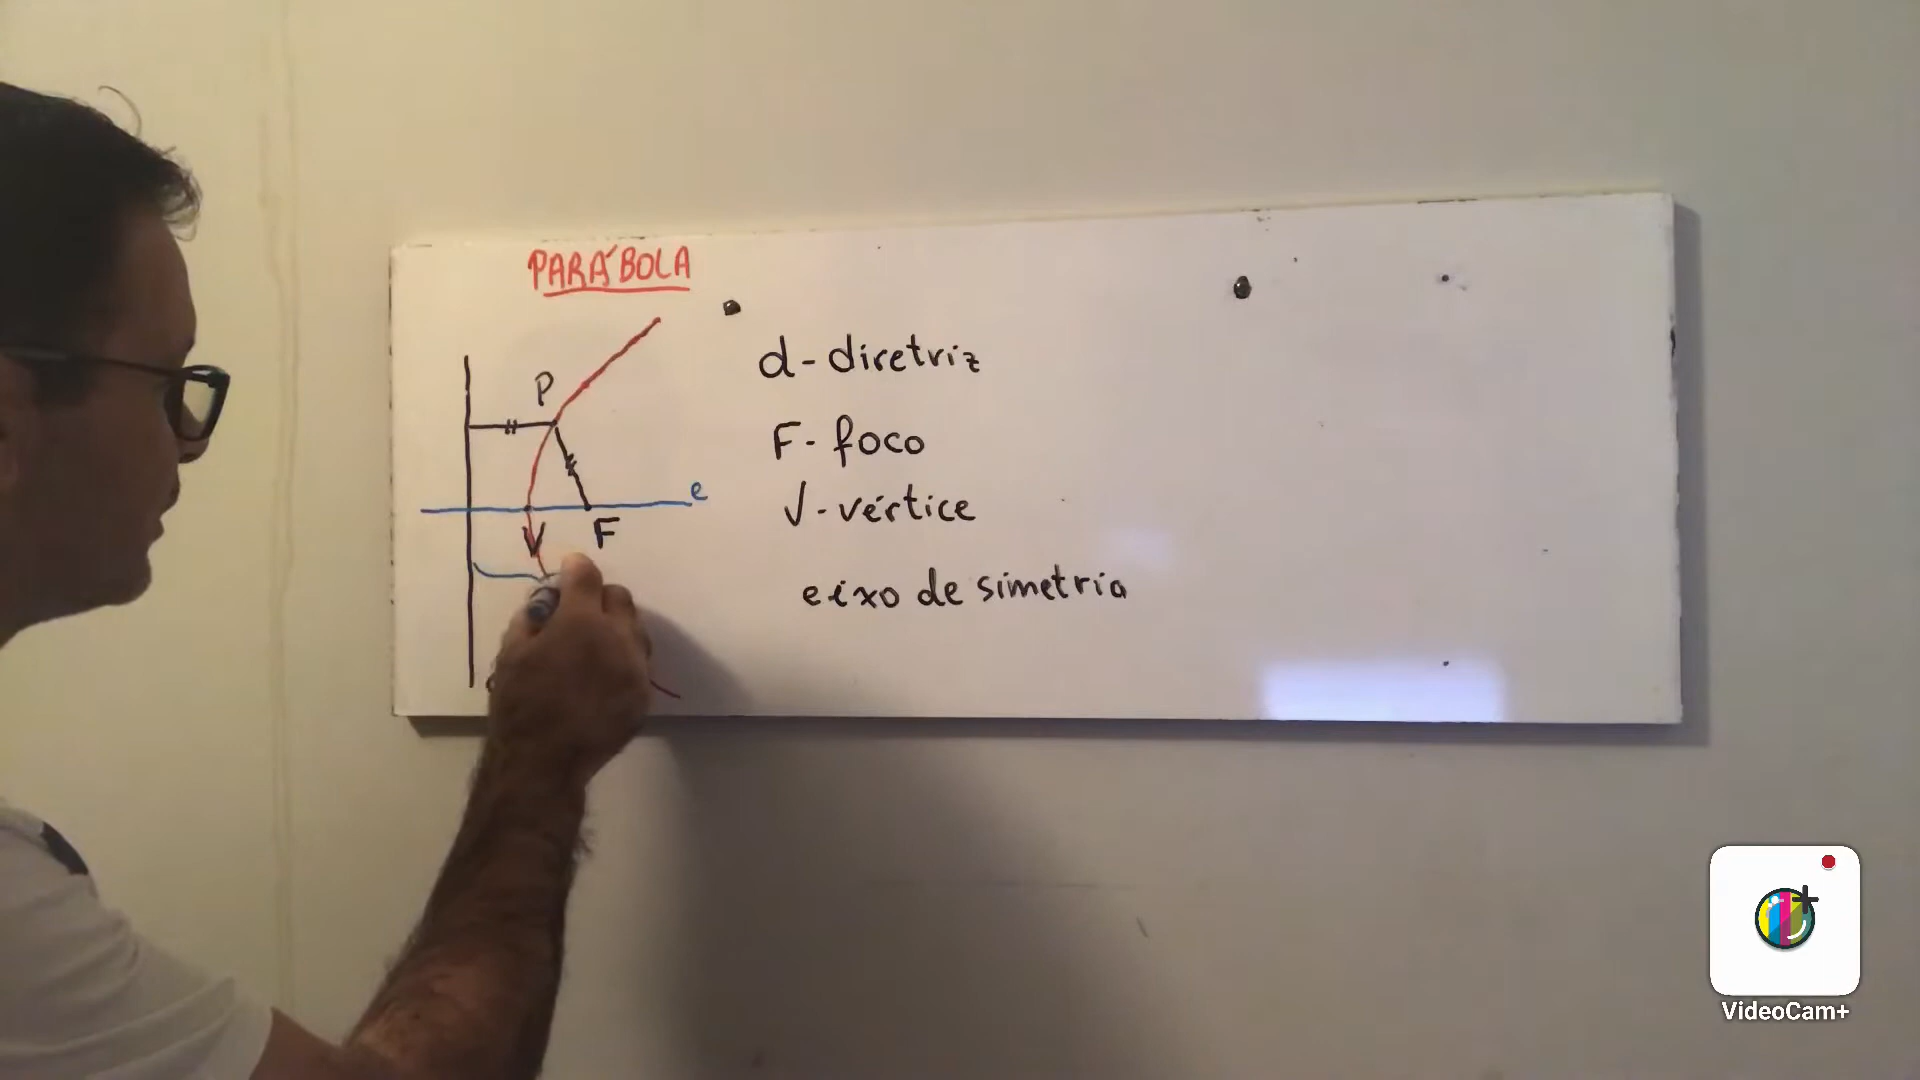 PARÁBOLA
d - diretriz
P
F - foco
e
V - vértice
V
F
eixo de simetria
VideoCam+